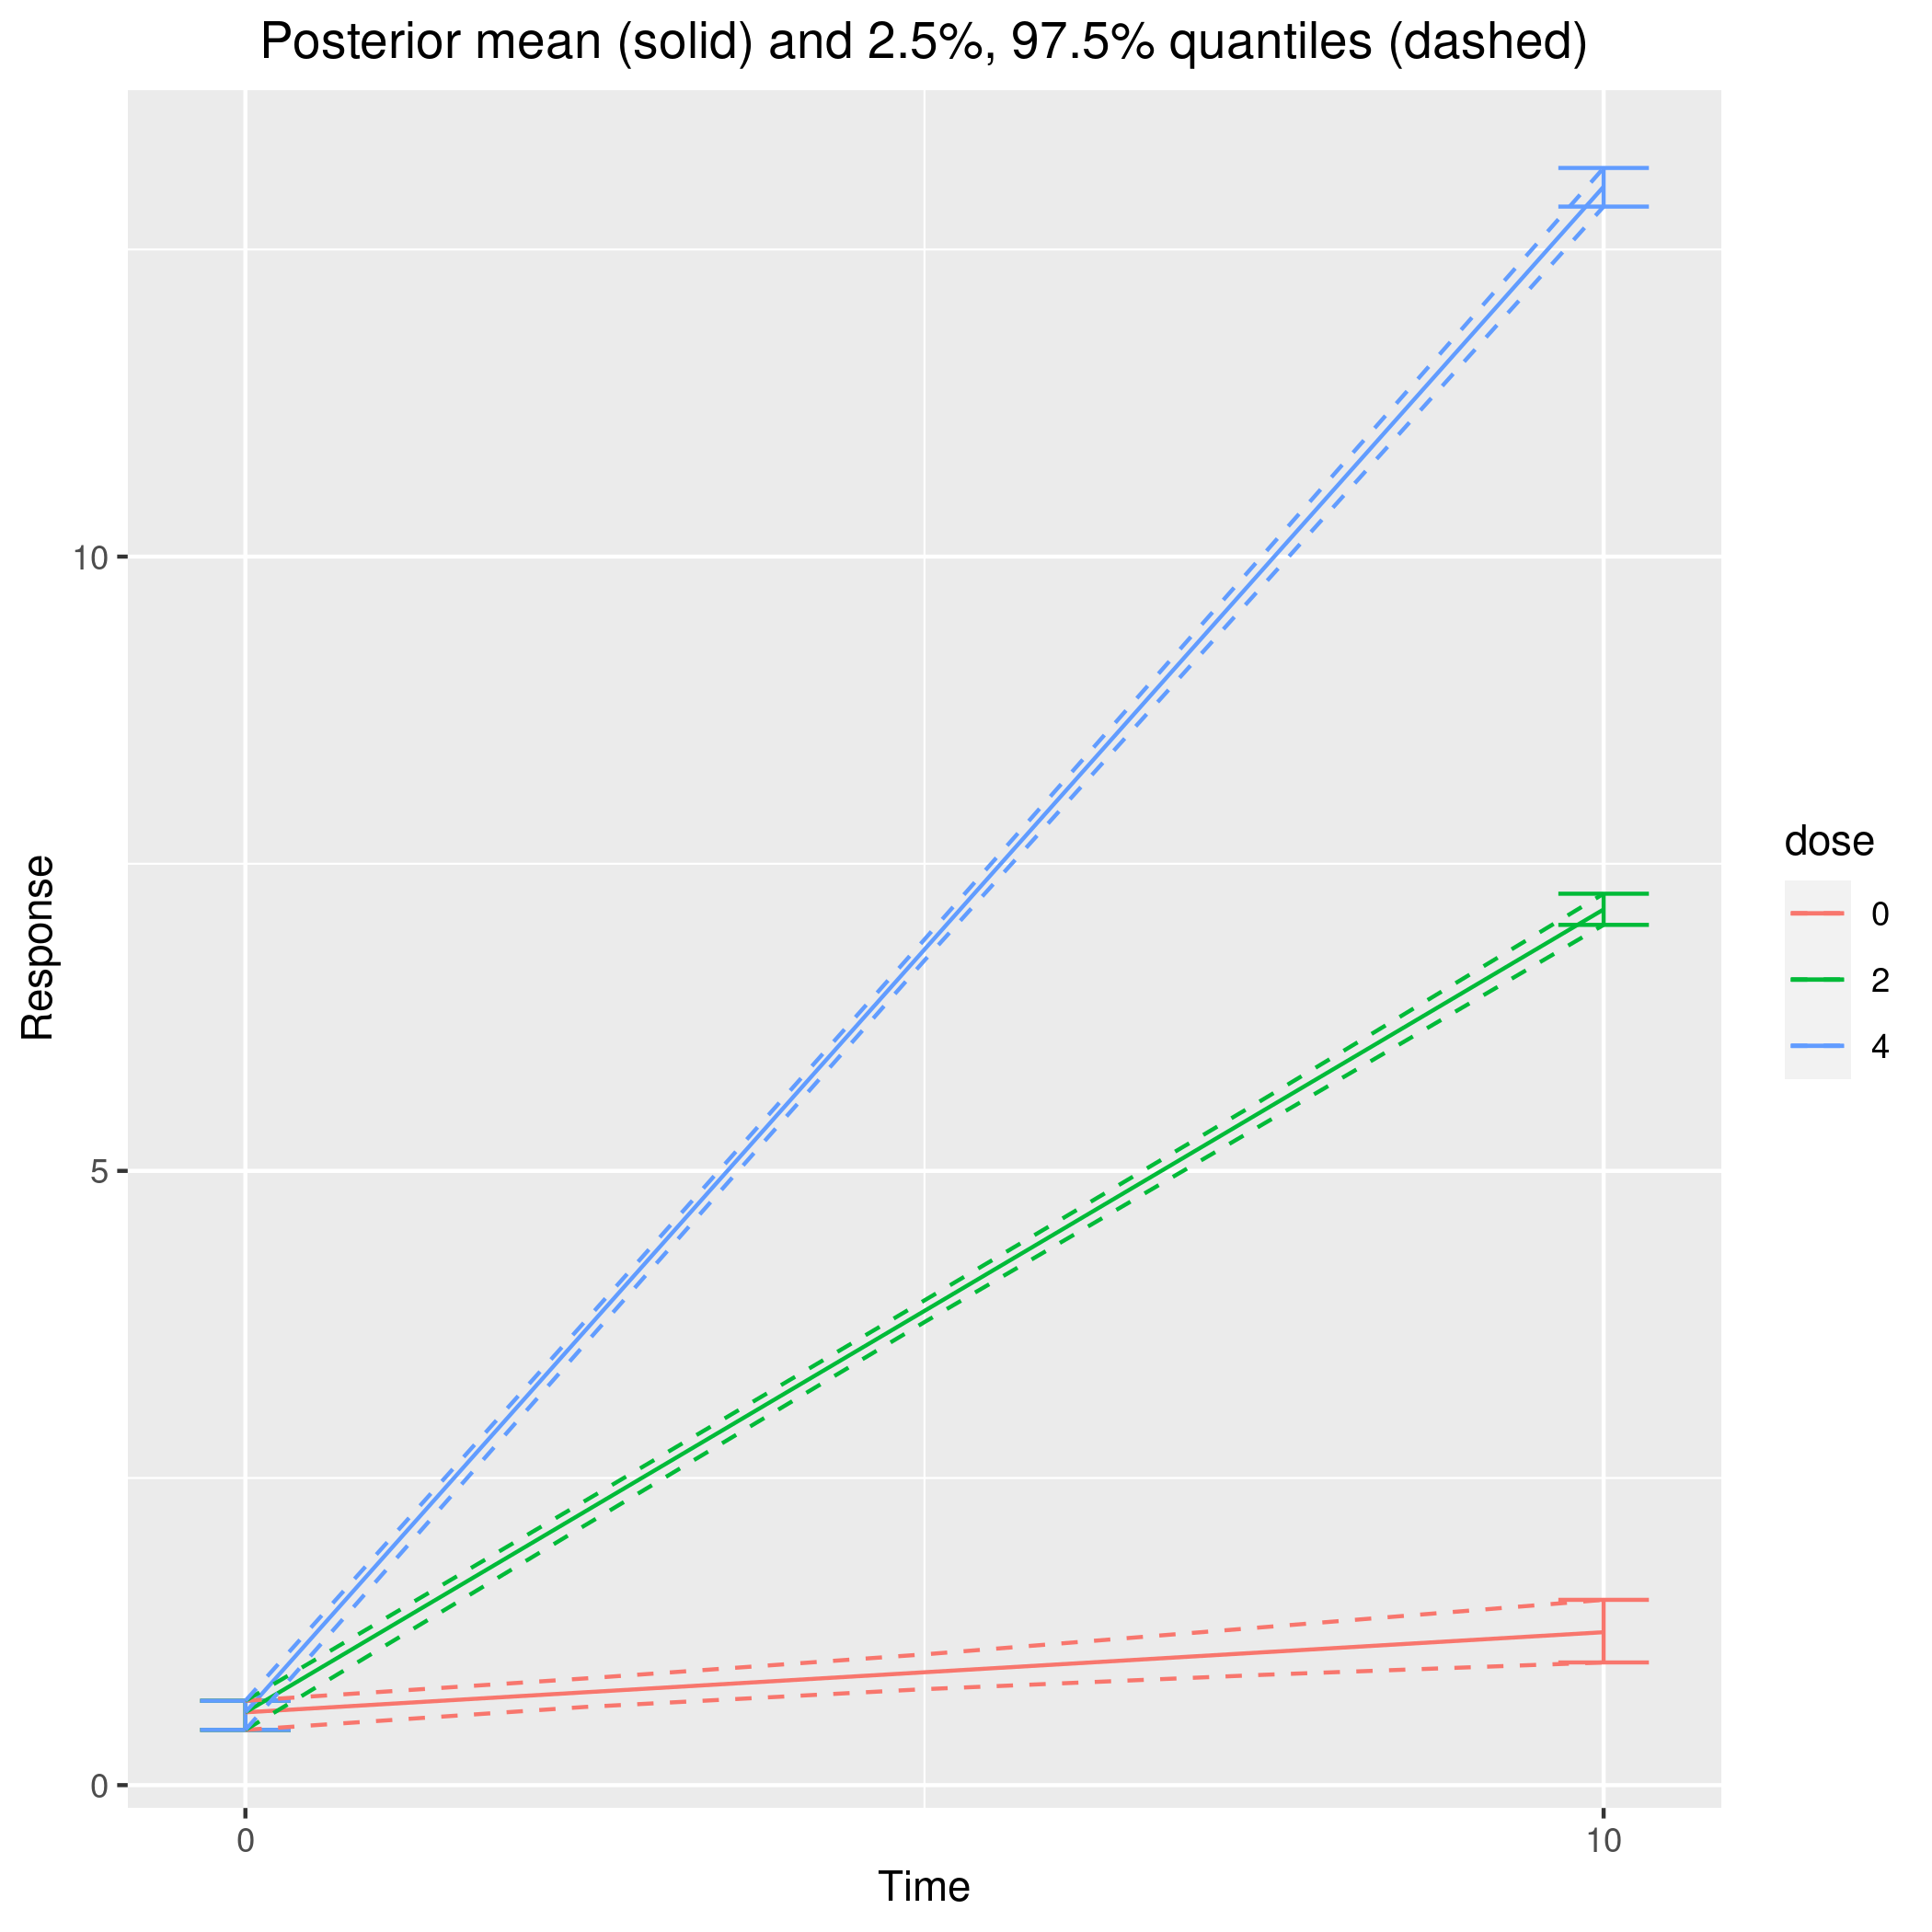 Posterior mean (solid) and 2.5%, 97.5% quantiles (dashed)
Response
10
5
0
0
10
Time
dose
0
2
4